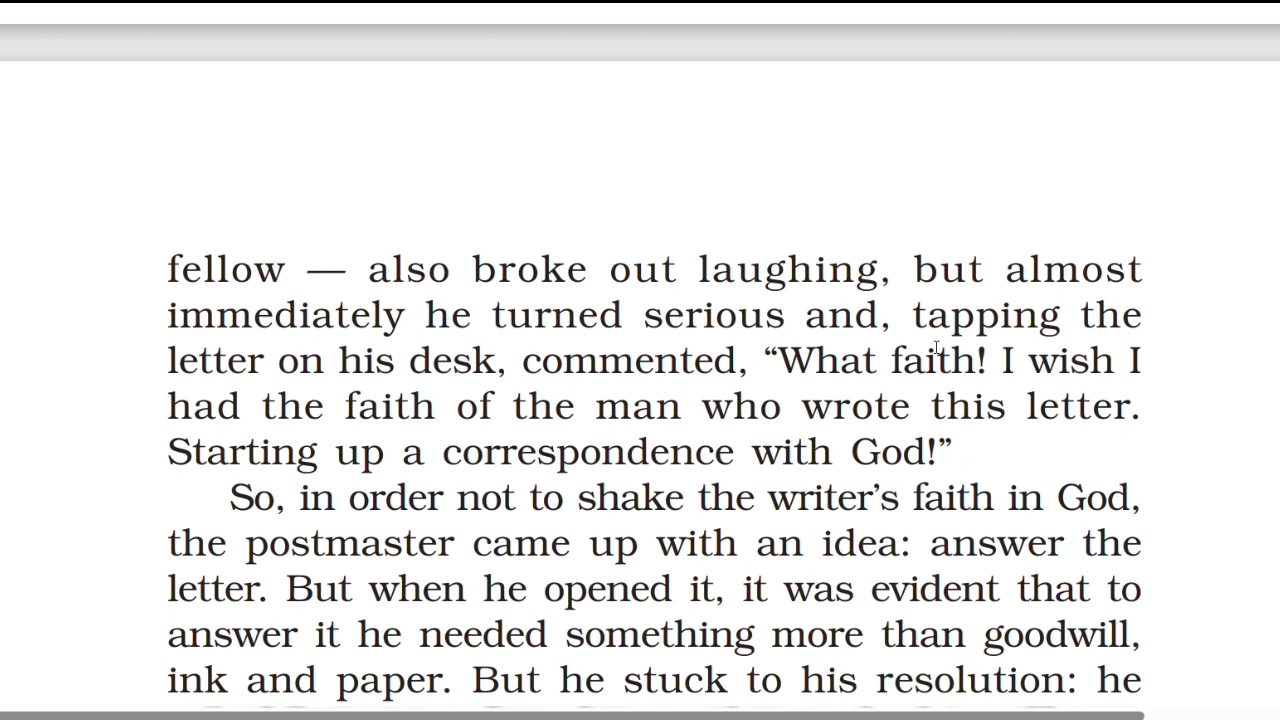 fellow — also broke out laughing, but almost
immediately he turned serious and, tapping the
letter on his desk, commented, “What faith! I wish I
had the faith of the man who wrote this letter.
Starting up a correspondence with God!”
So, in order not to shake the writer’s faith in God,
the postmaster came up with an idea: answer the
letter. But when he opened it, it was evident that to
answer it he needed something more than goodwill,
ink and paper. But he stuck to his resolution: he